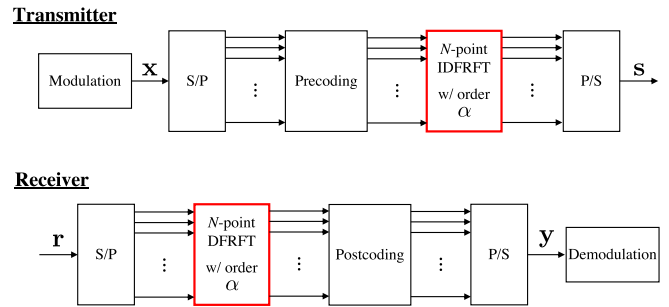 Transmitter
Modulation
x
S/P
⋮
Precoding
⋮
N-point
IDFRFT
w/ order
α
⋮
P/S
s
Receiver
r
S/P
⋮
N-point
DFRFT
w/ order
α
⋮
Postcoding
⋮
P/S
y
Demodulation